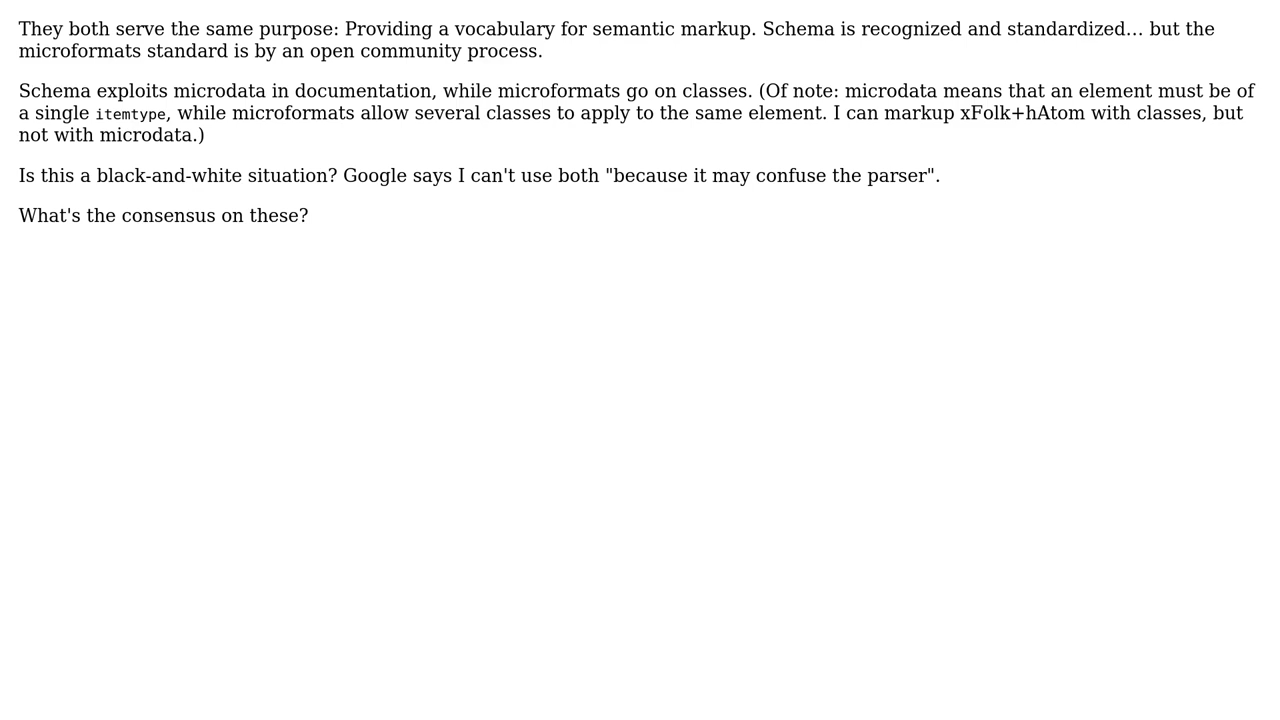 They both serve the same purpose: Providing a vocabulary for semantic markup. Schema is recognized and standardized... but the
microformats standard is by an open community process.
Schema exploits microdata in documentation, while microformats go on classes. (Of note: microdata means that an element must be of
a single itemtype, while microformats allow several classes to apply to the same element. I can markup xFolk+hAtom with classes, but
not with microdata.)
Is this a black-and-white situation? Google says I can't use both "because it may confuse the parser".
What's the consensus on these?